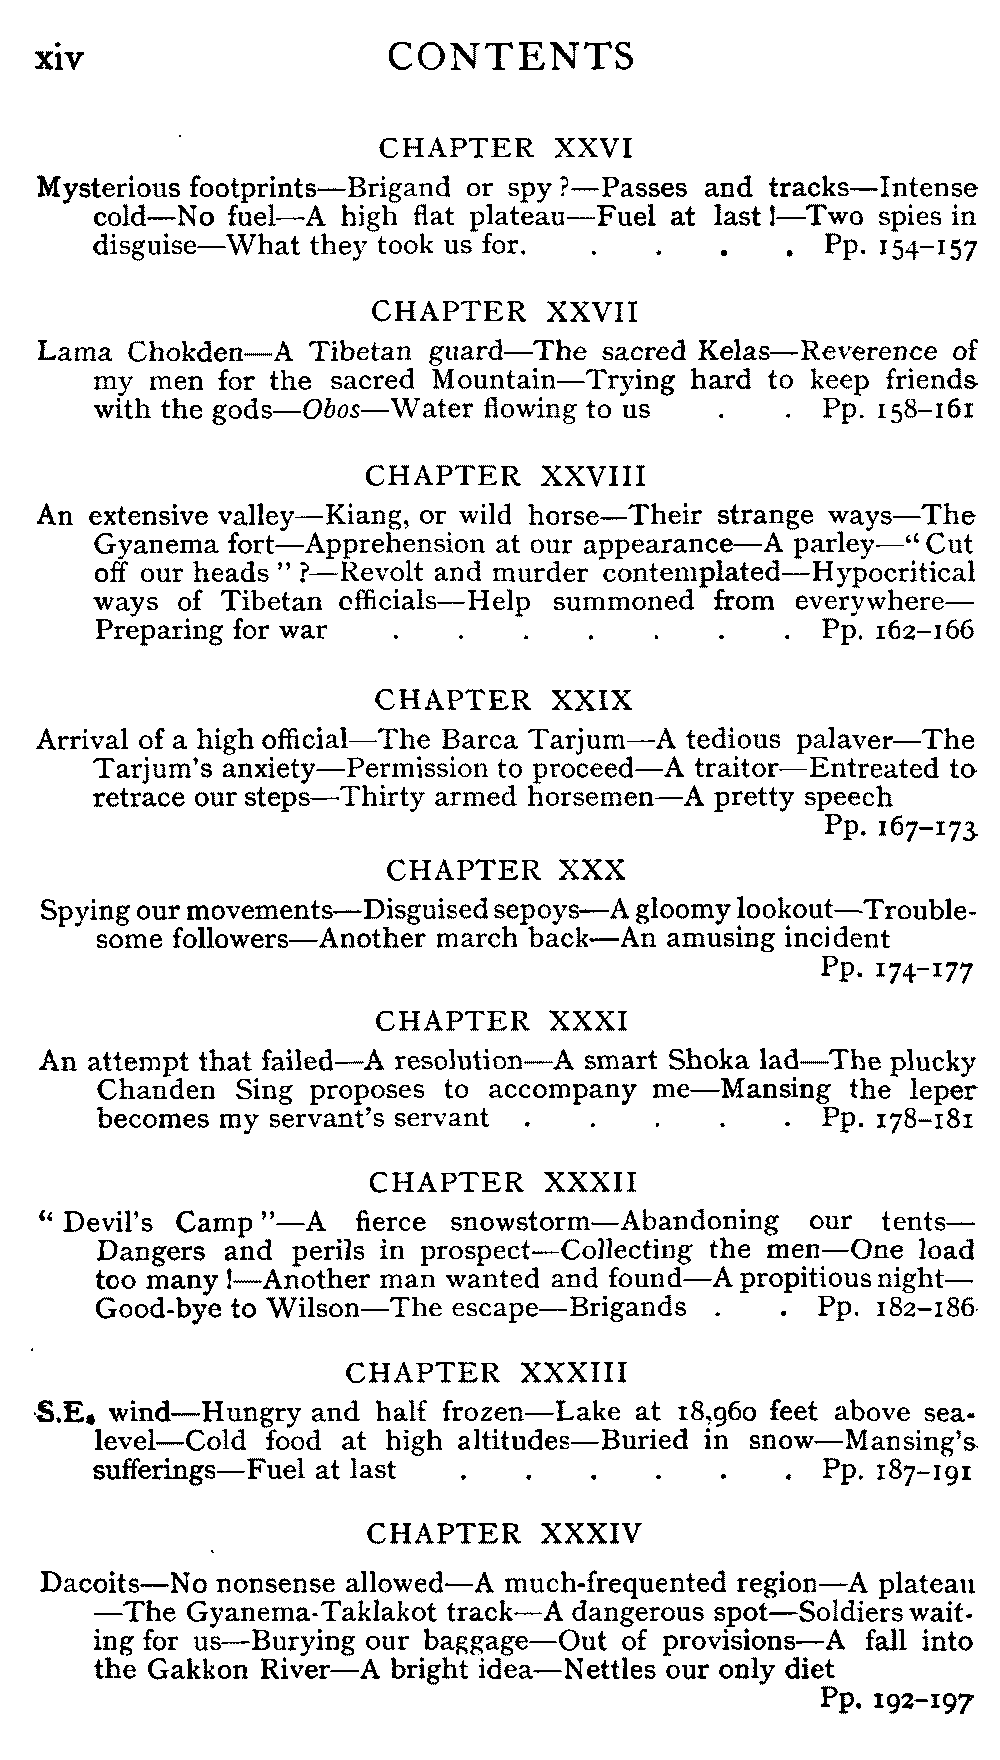 xiv CONTENTS
CHAPTER XXVI
Mysterious footprints—Brigand or spy?—Passes and tracks—Intense
cold—No fuel—A high flat plateau—Fuel at last!—Two spies in
disguise—What they took us for. . . . . Pp. 154–157
CHAPTER XXVII
Lama Chokden—A Tibetan guard—The sacred Kelas—Reverence of
my men for the sacred Mountain—Trying hard to keep friends
with the gods—Obos—Water flowing to us . . Pp. 158–161
CHAPTER XXVIII
An extensive valley—Kiang, or wild horse—Their strange ways—The
Gyanema fort—Apprehension at our appearance—A parley—“Cut
off our heads”?—Revolt and murder contemplated—Hypocritical
ways of Tibetan officials—Help summoned from everywhere—
Preparing for war . . . . . . . Pp. 162–166
CHAPTER XXIX
Arrival of a high official—The Barca Tarjum—A tedious palaver—The
Tarjum's anxiety—Permission to proceed—A traitor—Entreated to
retrace our steps—Thirty armed horsemen—A pretty speech
Pp. 167–173
CHAPTER XXX
Spying our movements—Disguised sepoys—A gloomy lookout—Trouble-
some followers—Another march back—An amusing incident
Pp. 174–177
CHAPTER XXXI
An attempt that failed—A resolution—A smart Shoka lad—The plucky
Chanden Sing proposes to accompany me—Mansing the leper
becomes my servant's servant . . . . . Pp. 178–181
CHAPTER XXXII
“Devil's Camp”—A fierce snowstorm—Abandoning our tents—
Dangers and perils in prospect—Collecting the men—One load
too many!—Another man wanted and found—A propitious night—
Good-bye to Wilson—The escape—Brigands . . Pp. 182–186
CHAPTER XXXIII
S.E. wind—Hungry and half frozen—Lake at 18,960 feet above sea-
level—Cold food at high altitudes—Buried in snow—Mansing's
sufferings—Fuel at last . . . . . . Pp. 187–191
CHAPTER XXXIV
Dacoits—No nonsense allowed—A much-frequented region—A plateau
—The Gyanema-Taklakot track—A dangerous spot—Soldiers wait-
ing for us—Burying our baggage—Out of provisions—A fall into
the Gakkon River—A bright idea—Nettles our only diet
Pp. 192–197